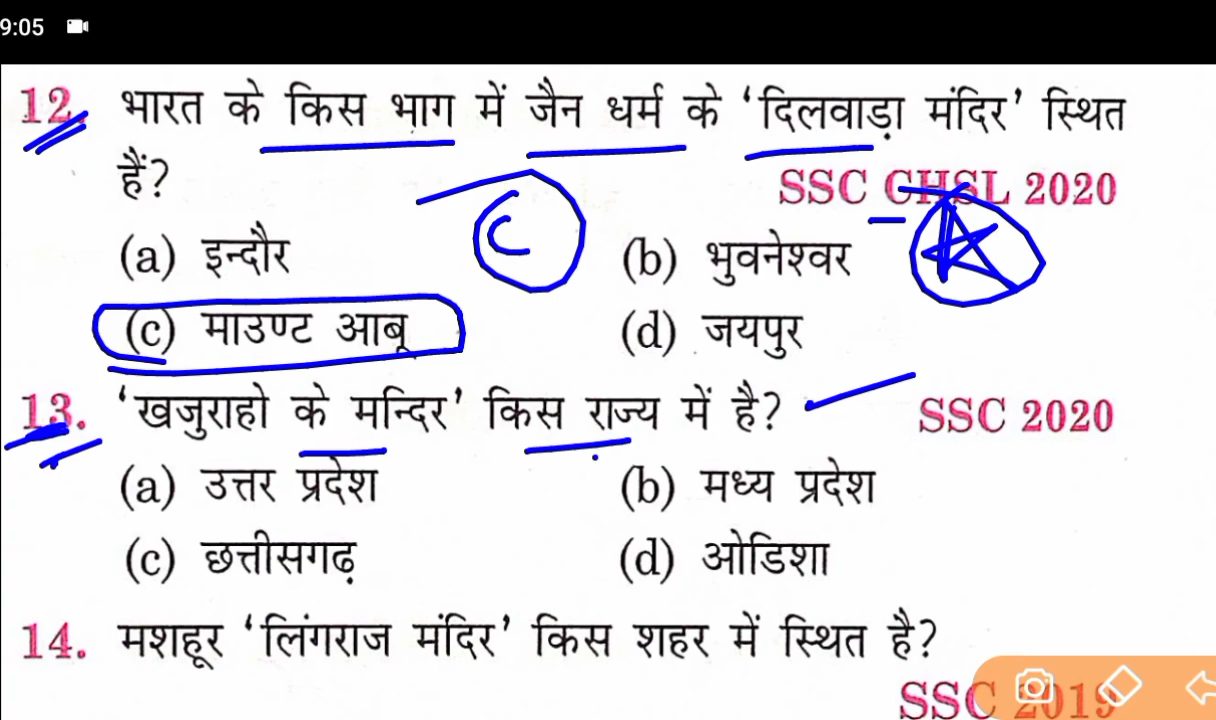 9:05
12. भारत के किस भाग में जैन धर्म के ‘दिलवाड़ा मंदिर’ स्थित
हैं?
SSC CHSL 2020
C
(a) इन्दौर (b) भुवनेश्वर
(c) माउण्ट आबू (d) जयपुर
13. ‘खजुराहो के मन्दिर’ किस राज्य में है? SSC 2020
(a) उत्तर प्रदेश (b) मध्य प्रदेश
(c) छत्तीसगढ़ (d) ओडिशा
14. मशहूर ‘लिंगराज मंदिर’ किस शहर में स्थित है?
SSC 2019